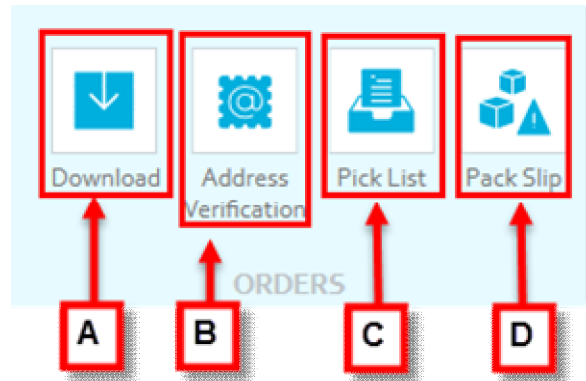 Download
Address
Verification
Pick List
Pack Slip
ORDERS
A
B
C
D